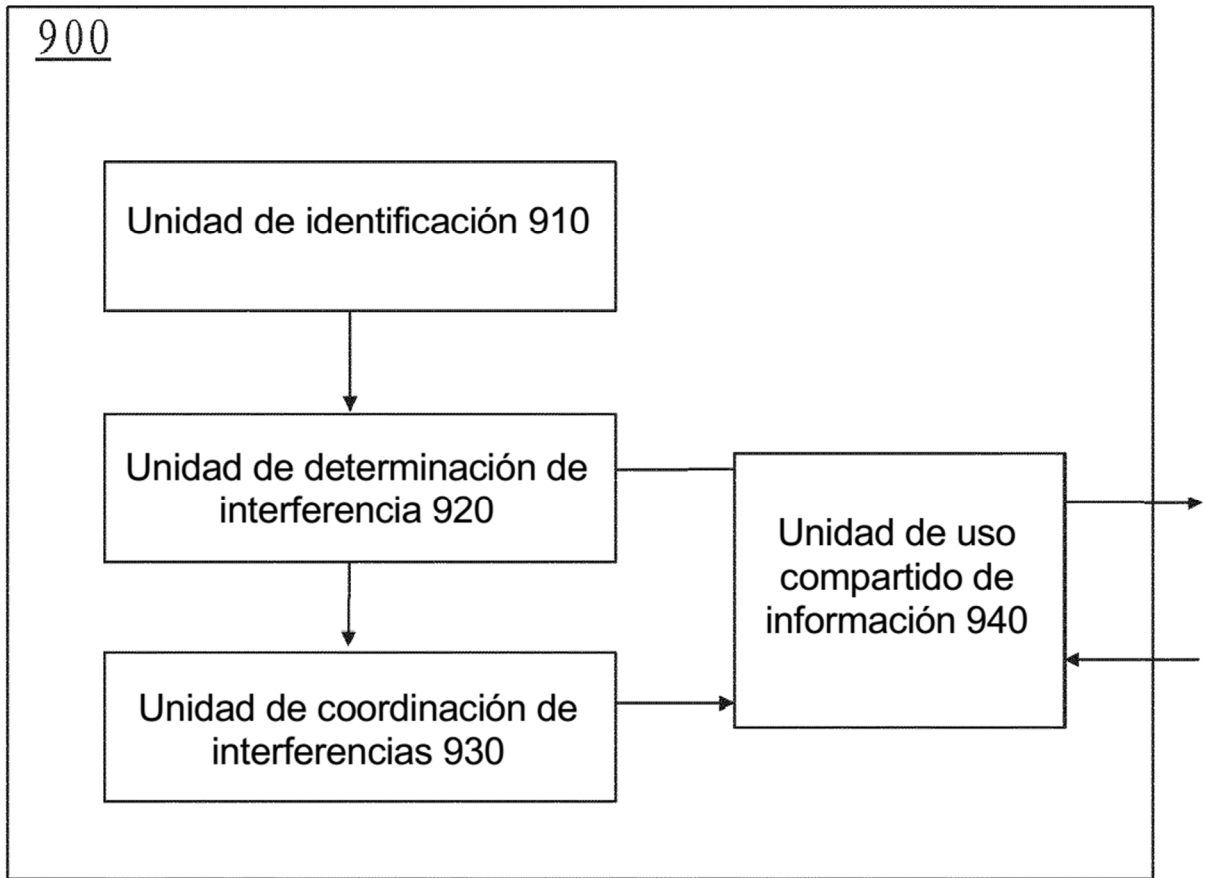 900
Unidad de identificación 910
Unidad de determinación de
interferencia 920
Unidad de uso
compartido de
información 940
Unidad de coordinación de
interferencias 930